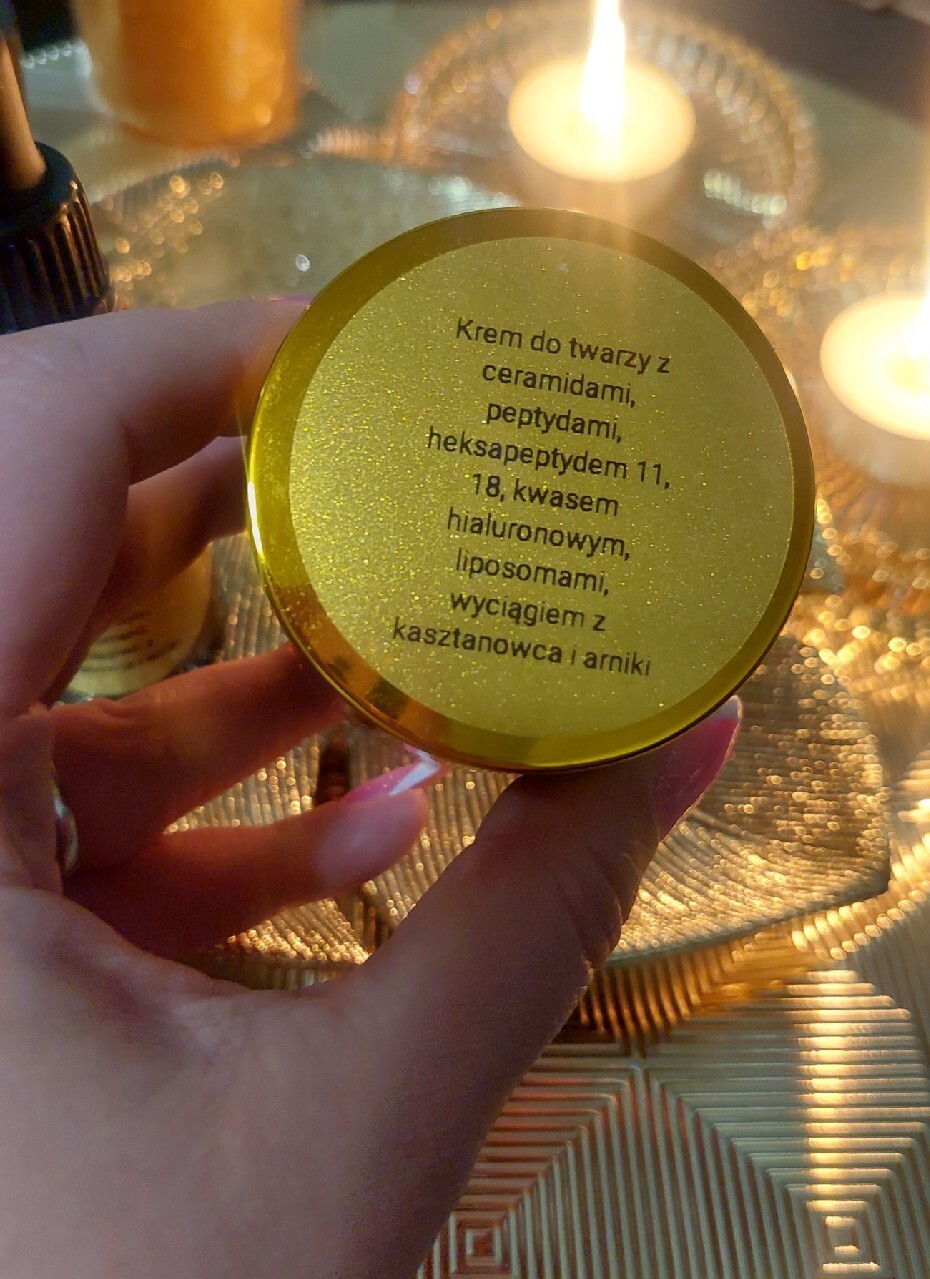 Krem do twarzy z
ceramidami,
peptydami,
heksapeptydem 11,
18, kwasem
hialuronowym,
liposomami,
wyciągiem z
kasztanowca i arniki